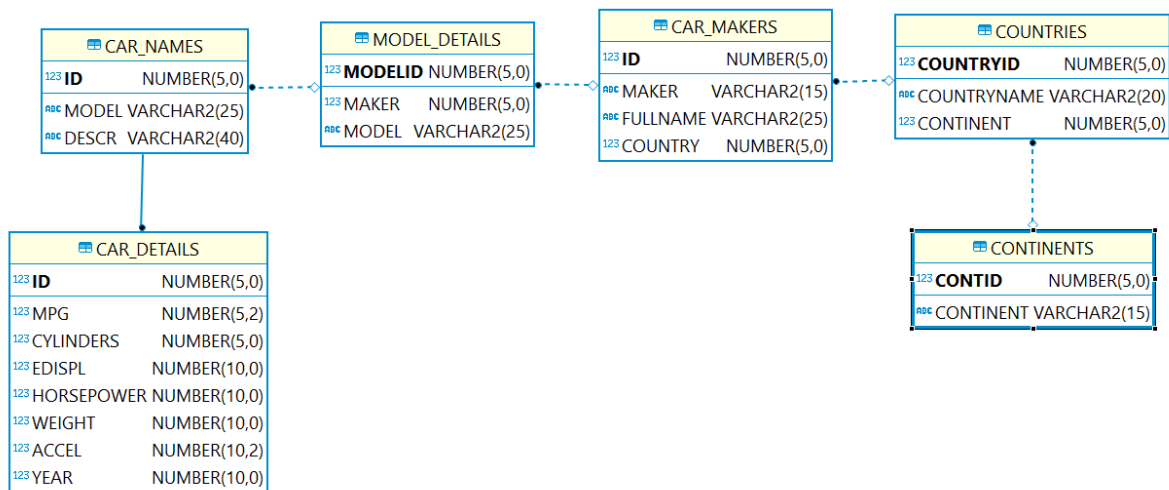 CAR_NAMES
123 ID NUMBER(5,0)
ABC MODEL VARCHAR2(25)
ABC DESCR VARCHAR2(40)
MODEL_DETAILS
123 MODELID NUMBER(5,0)
123 MAKER NUMBER(5,0)
ABC MODEL VARCHAR2(25)
CAR_MAKERS
123 ID NUMBER(5,0)
ABC MAKER VARCHAR2(15)
ABC FULLNAME VARCHAR2(25)
123 COUNTRY NUMBER(5,0)
COUNTRIES
123 COUNTRYID NUMBER(5,0)
ABC COUNTRYNAME VARCHAR2(20)
123 CONTINENT NUMBER(5,0)
CAR_DETAILS
123 ID NUMBER(5,0)
123 MPG NUMBER(5,2)
123 CYLINDERS NUMBER(5,0)
123 EDISPL NUMBER(10,0)
123 HORSEPOWER NUMBER(10,0)
123 WEIGHT NUMBER(10,0)
123 ACCEL NUMBER(10,2)
123 YEAR NUMBER(10,0)
CONTINENTS
123 CONTID NUMBER(5,0)
ABC CONTINENT VARCHAR2(15)